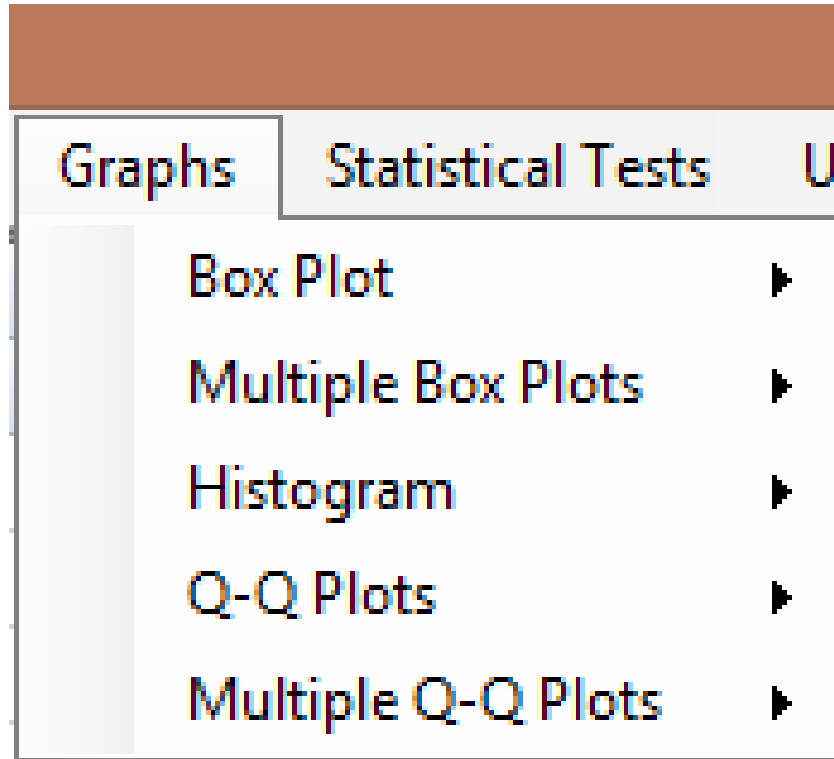 Graphs Statistical Tests U
Box Plot
Multiple Box Plots
Histogram
Q-Q Plots
Multiple Q-Q Plots